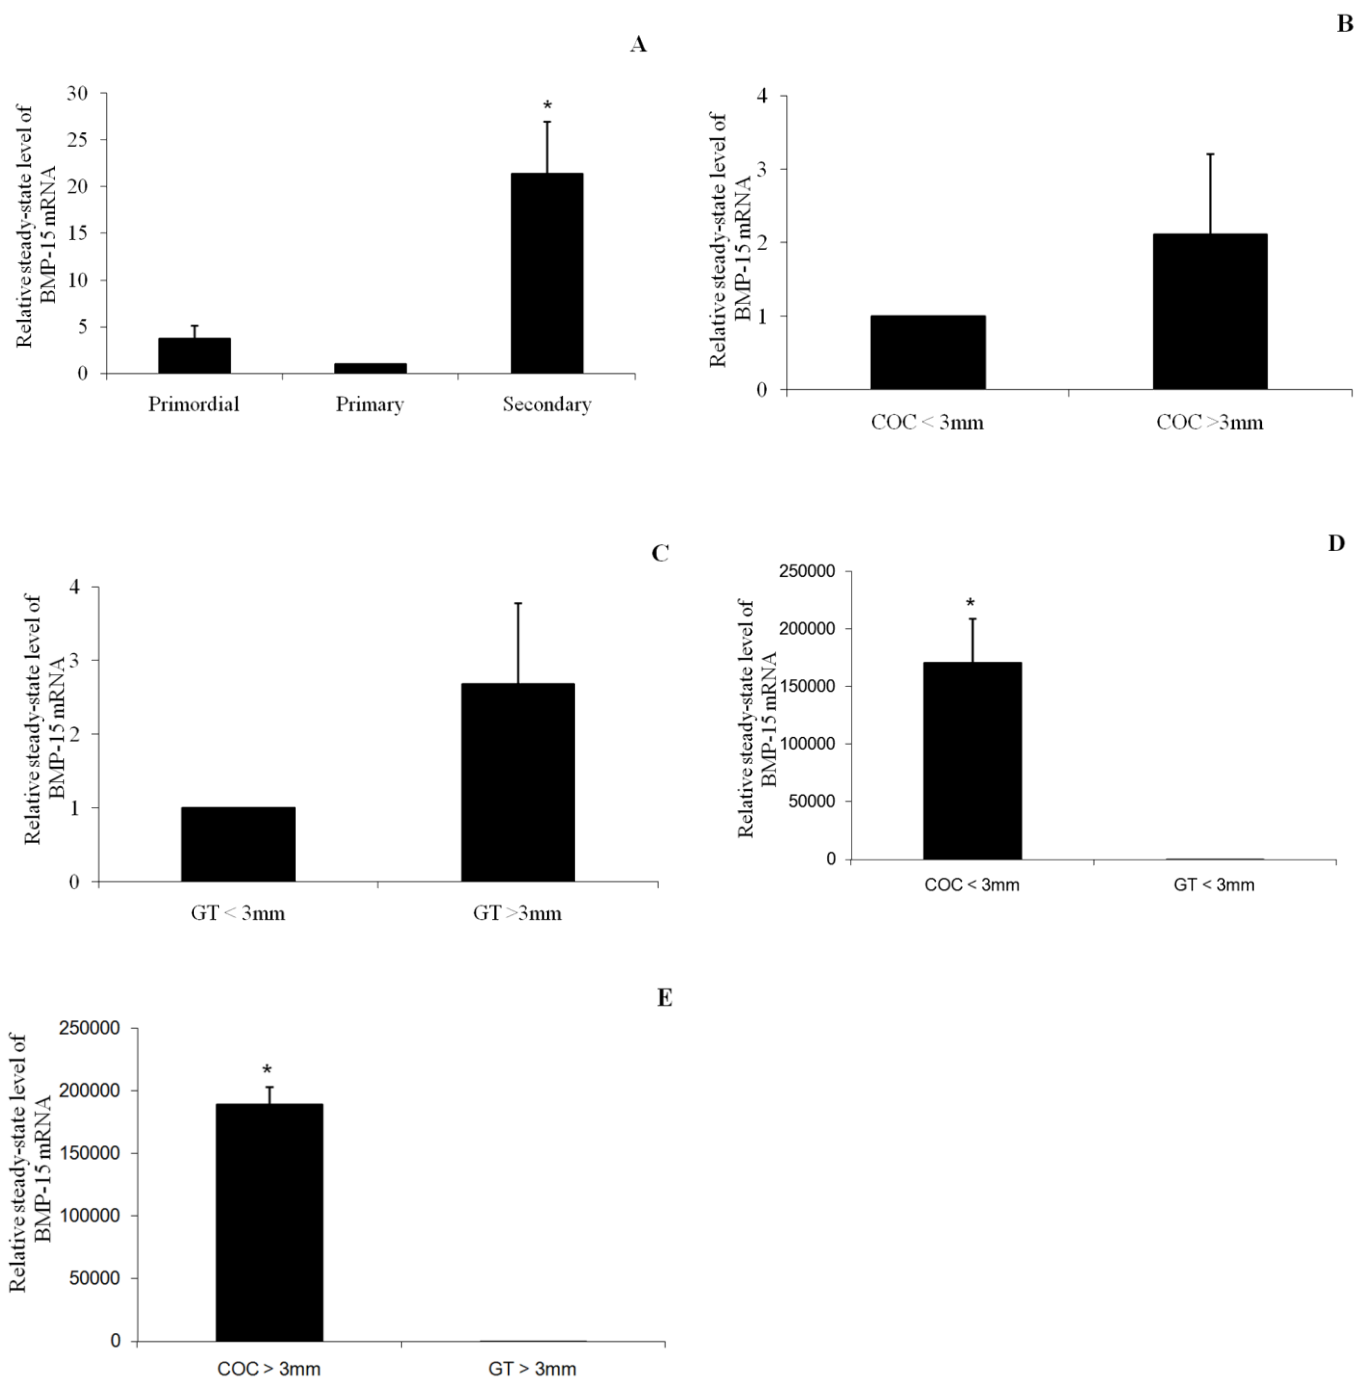 A
Relative steady-state level of
BMP-15 mRNA
30
25
20
15
10
5
0
*
Primordial
Primary
Secondary
B
Relative steady-state level of
BMP-15 mRNA
4
3
2
1
0
COC < 3mm
COC >3mm
C
Relative steady-state level of
BMP-15 mRNA
4
3
2
1
0
GT < 3mm
GT >3mm
D
Relative steady-state level of
BMP-15 mRNA
250000
200000
150000
100000
50000
0
*
COC < 3mm
GT < 3mm
E
Relative steady-state level of
BMP-15 mRNA
250000
200000
150000
100000
50000
0
*
COC > 3mm
GT > 3mm